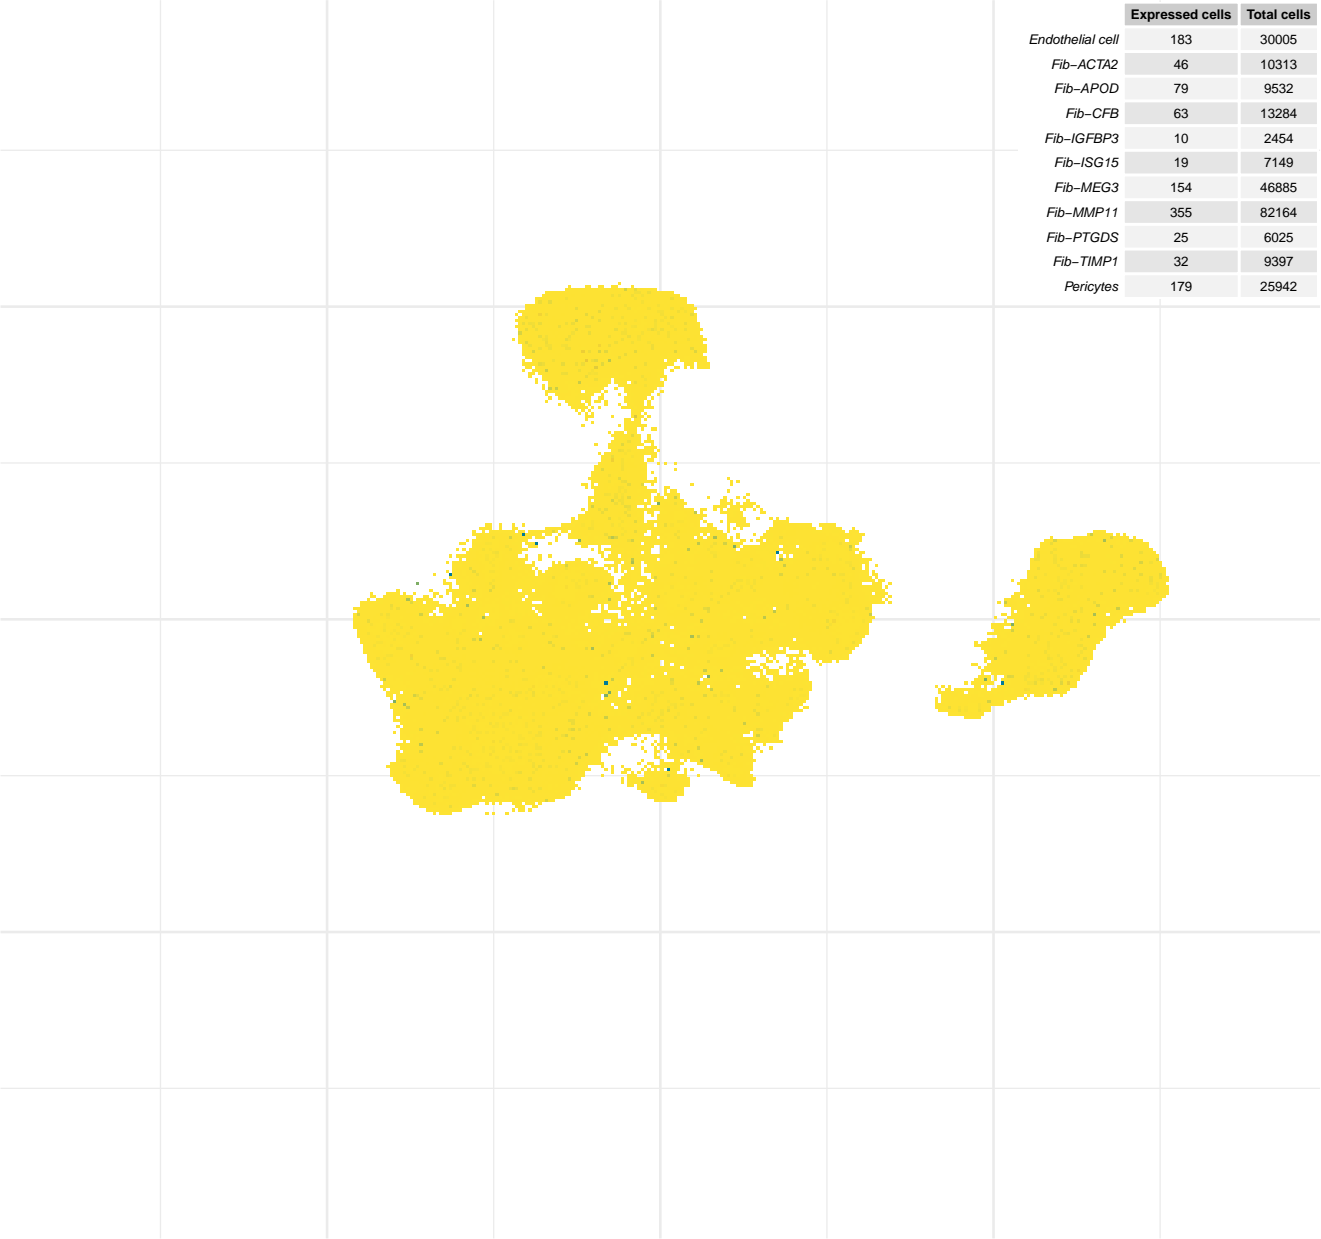 Expressed cells Total cells
Endothelial cell 183 30005
Fib−ACTA2 46 10313
Fib−APOD 79 9532
Fib−CFB 63 13284
Fib−IGFBP3 10 2454
Fib−ISG15 19 7149
Fib−MEG3 154 46885
Fib−MMP11 355 82164
Fib−PTGDS 25 6025
Fib−TIMP1 32 9397
Pericytes 179 25942